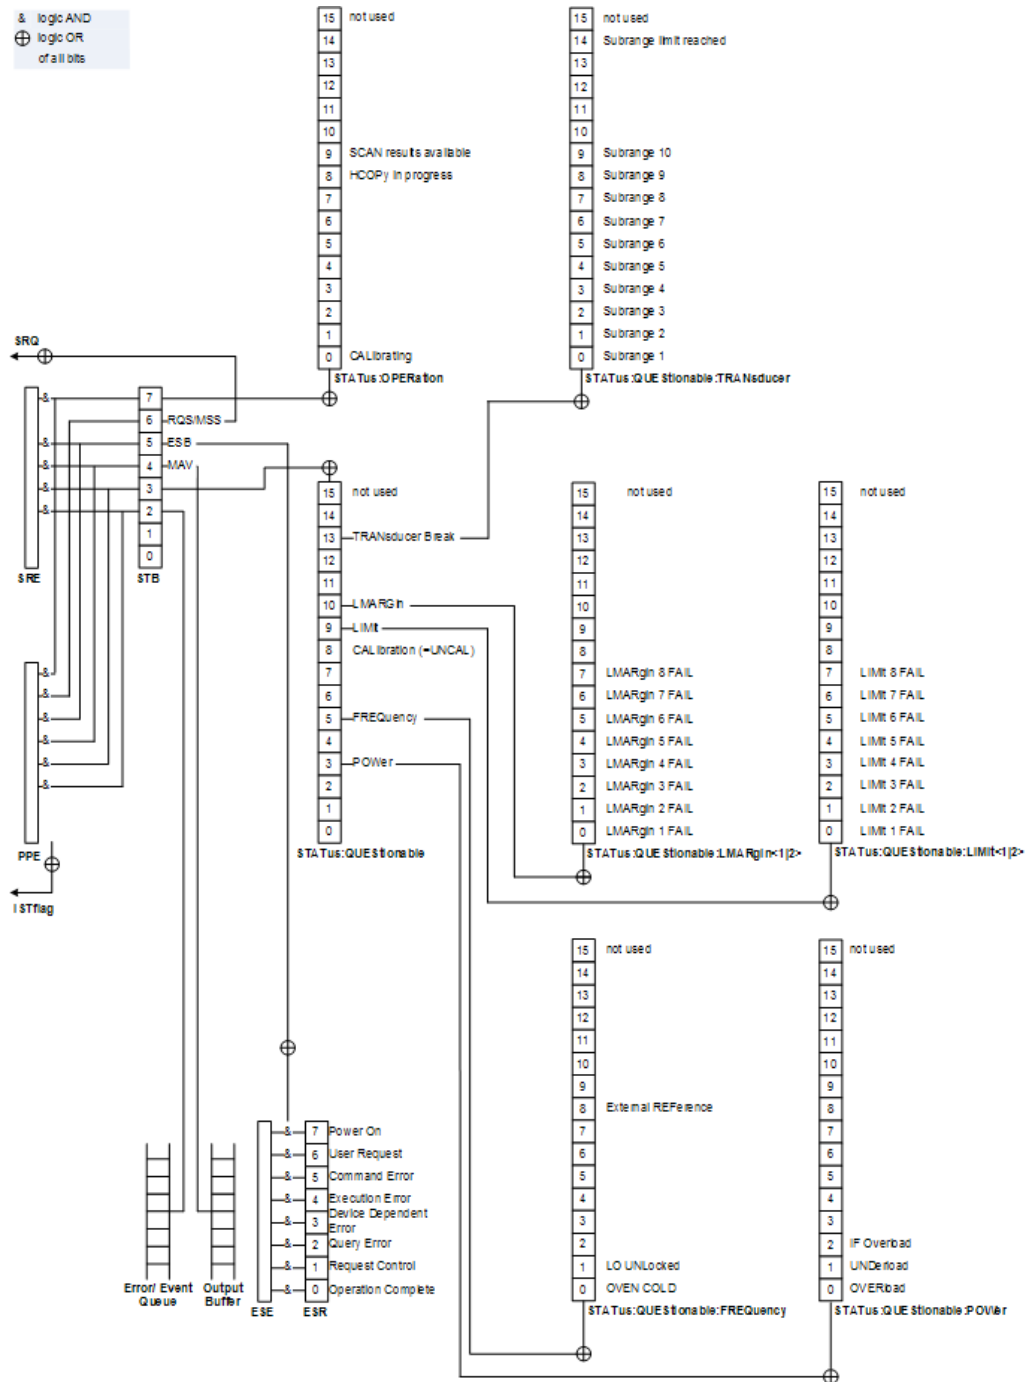 & logic AND
⊕ logic OR
of all bits
15 not used
14
13
12
11
10
9 SCAN results available
8 HCOPy in progress
7
6
5
4
3
2
1
0 CALibrating
STATus:OPERation
15 not used
14 Subrange limit reached
13
12
11
10
9 Subrange 10
8 Subrange 9
7 Subrange 8
6 Subrange 7
5 Subrange 6
4 Subrange 5
3 Subrange 4
2 Subrange 3
1 Subrange 2
0 Subrange 1
STATus:QUEStionable:TRANsducer
SRQ
&
&
&
&
&
SRE
7
6 RQS/MSS
5 ESB
4 MAV
3
2
1
0
STB
&
&
&
&
&
&
PPE
ISTflag
15 not used
14
13 TRANsducer Break
12
11
10 LMARGin
9 LIMit
8 CALibration (=UNCAL)
7
6
5 FREQuency
4
3 POWer
2
1
0
STATus:QUEStionable
15 not used
14
13
12
11
10
9
8
7 LMARgin 8 FAIL
6 LMARgin 7 FAIL
5 LMARgin 6 FAIL
4 LMARgin 5 FAIL
3 LMARgin 4 FAIL
2 LMARgin 3 FAIL
1 LMARgin 2 FAIL
0 LMARgin 1 FAIL
STATus:QUEStionable:LMARgin<1|2>
15 not used
14
13
12
11
10
9
8
7 LIMit 8 FAIL
6 LIMit 7 FAIL
5 LIMit 6 FAIL
4 LIMit 5 FAIL
3 LIMit 4 FAIL
2 LIMit 3 FAIL
1 LIMit 2 FAIL
0 LIMit 1 FAIL
STATus:QUEStionable:LIMit<1|2>
Error/ Event
Queue
Output
Buffer
ESE
& 7 Power On
& 6 User Request
& 5 Command Error
& 4 Execution Error
& 3 Device Dependent
Error
& 2 Query Error
& 1 Request Control
& 0 Operation Complete
ESR
15 not used
14
13
12
11
10
9
8 External REFerence
7
6
5
4
3
2
1 LO UNLocked
0 OVEN COLD
STATus:QUEStionable:FREQuency
15 not used
14
13
12
11
10
9
8
7
6
5
4
3
2 IF Overload
1 UNDerload
0 OVERload
STATus:QUEStionable:POWer